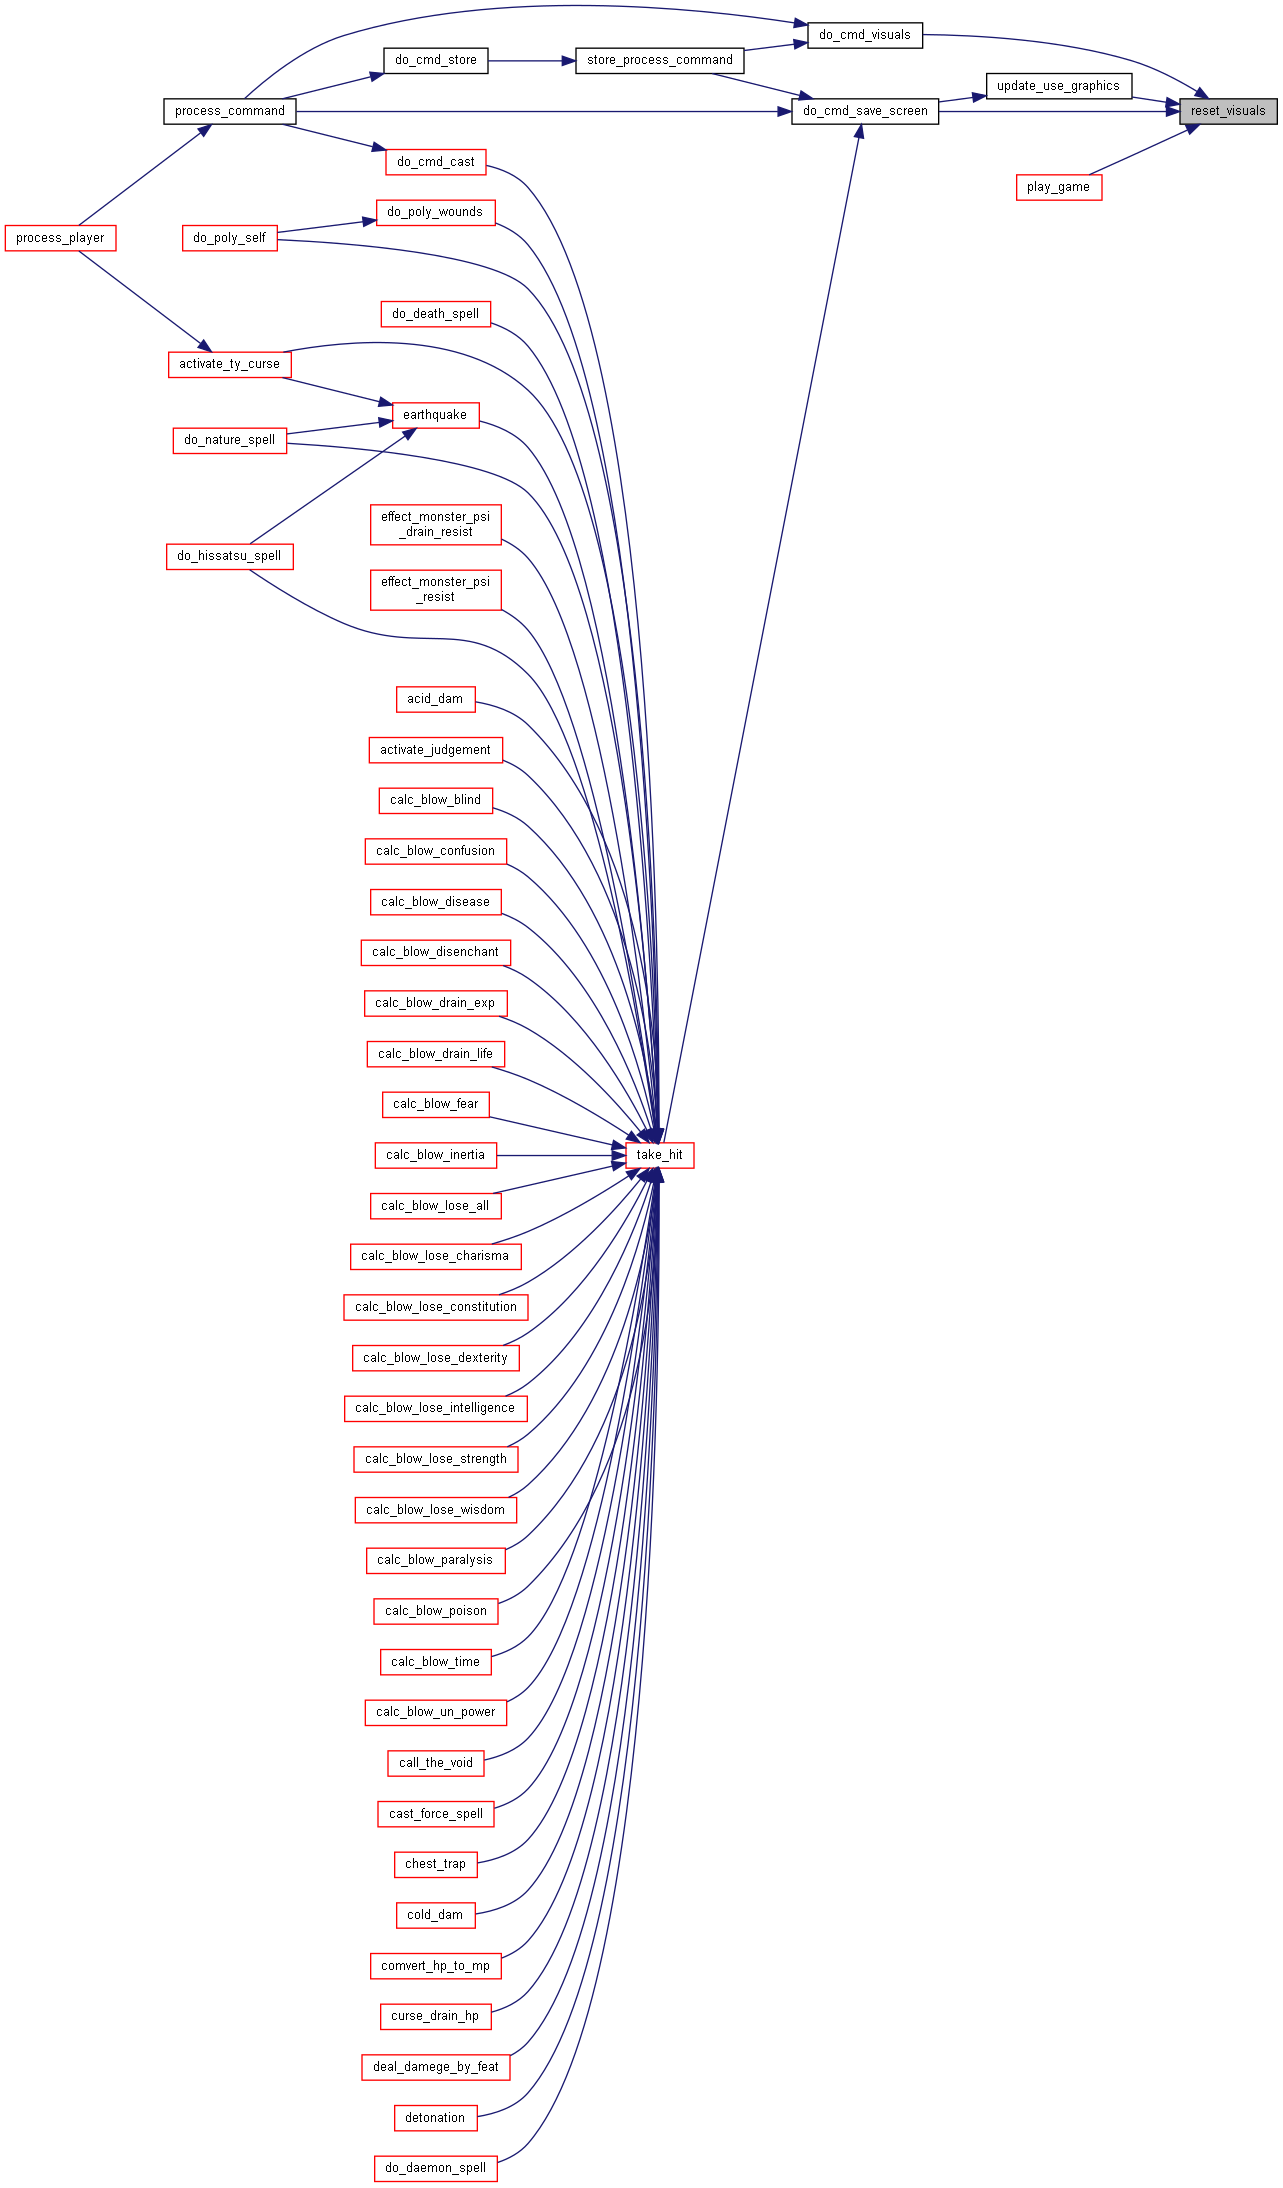 do_cmd_visuals
do_cmd_store
store_process_command
update_use_graphics
process_command
do_cmd_save_screen
reset_visuals
do_cmd_cast
play_game
do_poly_wounds
process_player
do_poly_self
do_death_spell
activate_ty_curse
earthquake
do_nature_spell
effect_monster_psi
_drain_resist
do_hissatsu_spell
effect_monster_psi
_resist
acid_dam
activate_judgement
calc_blow_blind
calc_blow_confusion
calc_blow_disease
calc_blow_disenchant
calc_blow_drain_exp
calc_blow_drain_life
calc_blow_fear
calc_blow_inertia
take_hit
calc_blow_lose_all
calc_blow_lose_charisma
calc_blow_lose_constitution
calc_blow_lose_dexterity
calc_blow_lose_intelligence
calc_blow_lose_strength
calc_blow_lose_wisdom
calc_blow_paralysis
calc_blow_poison
calc_blow_time
calc_blow_un_power
call_the_void
cast_force_spell
chest_trap
cold_dam
comvert_hp_to_mp
curse_drain_hp
deal_damege_by_feat
detonation
do_daemon_spell